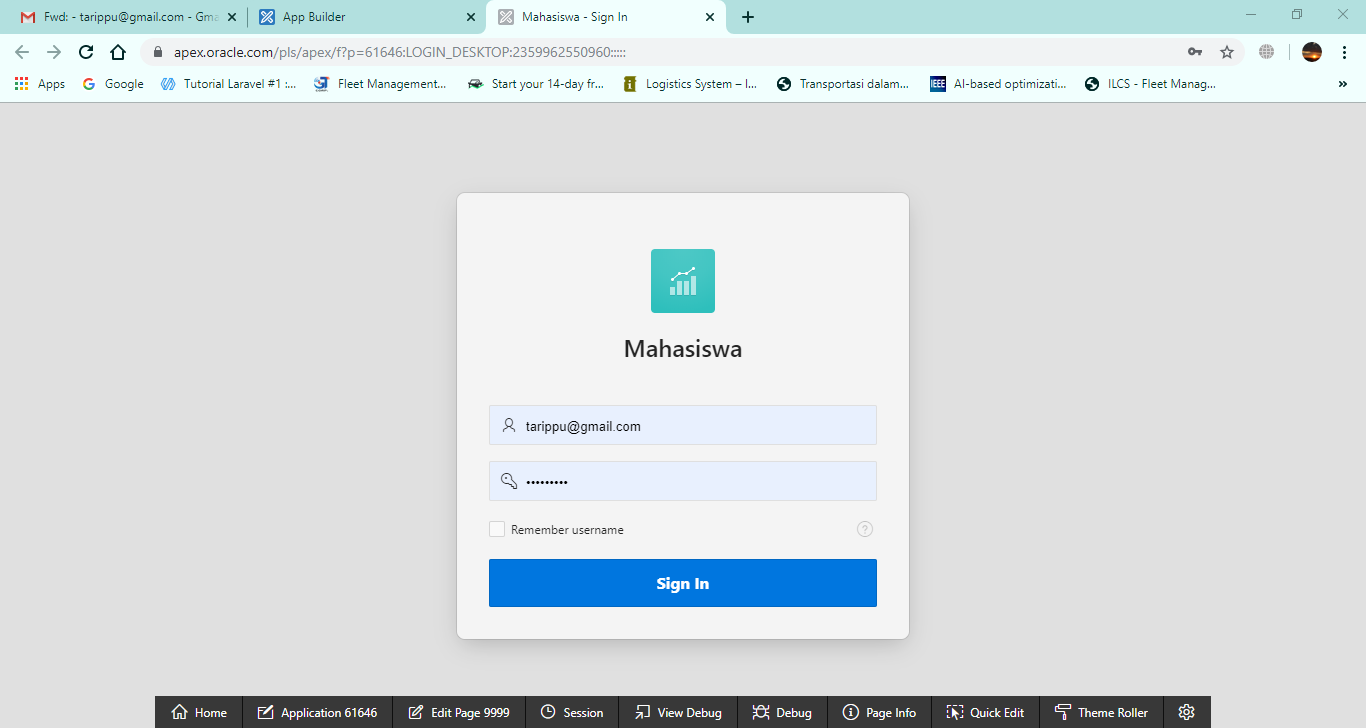 Fwd: - tarippu@gmail.com - Gma
App Builder
Mahasiswa - Sign In
apex.oracle.com/pls/apex/f?p=61646:LOGIN_DESKTOP:2359962550960:::::
Apps
Google
Tutorial Laravel #1 :...
Fleet Management...
Start your 14-day fr...
Logistics System – I...
Transportasi dalam...
IEEE
AI-based optimizati...
ILCS - Fleet Manag...
»
Mahasiswa
tarippu@gmail.com
•••••••••
Remember username
?
Sign In
Home
Application 61646
Edit Page 9999
Session
View Debug
Debug
Page Info
Quick Edit
Theme Roller